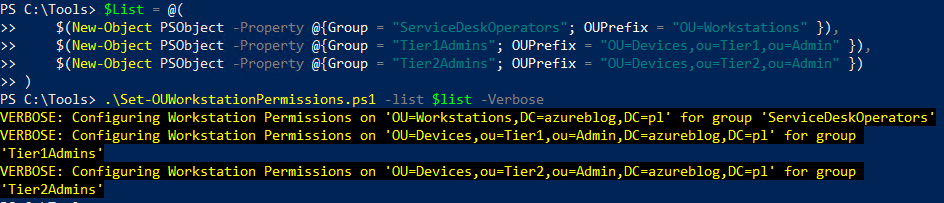 PS C:\Tools> $List = @(
>>     $(New-Object PSObject -Property @{Group = "ServiceDeskOperators"; OUPrefix = "OU=Workstations" }),
>>     $(New-Object PSObject -Property @{Group = "Tier1Admins"; OUPrefix = "OU=Devices,ou=Tier1,ou=Admin" }),
>>     $(New-Object PSObject -Property @{Group = "Tier2Admins"; OUPrefix = "OU=Devices,ou=Tier2,ou=Admin" })
>> )
PS C:\Tools> .\Set-OUWorkstationPermissions.ps1 -list $list -Verbose
VERBOSE: Configuring Workstation Permissions on 'OU=Workstations,DC=azureblog,DC=pl' for group 'ServiceDeskOperators'
VERBOSE: Configuring Workstation Permissions on 'OU=Devices,ou=Tier1,ou=Admin,DC=azureblog,DC=pl' for group
'Tier1Admins'
VERBOSE: Configuring Workstation Permissions on 'OU=Devices,ou=Tier2,ou=Admin,DC=azureblog,DC=pl' for group
'Tier2Admins'